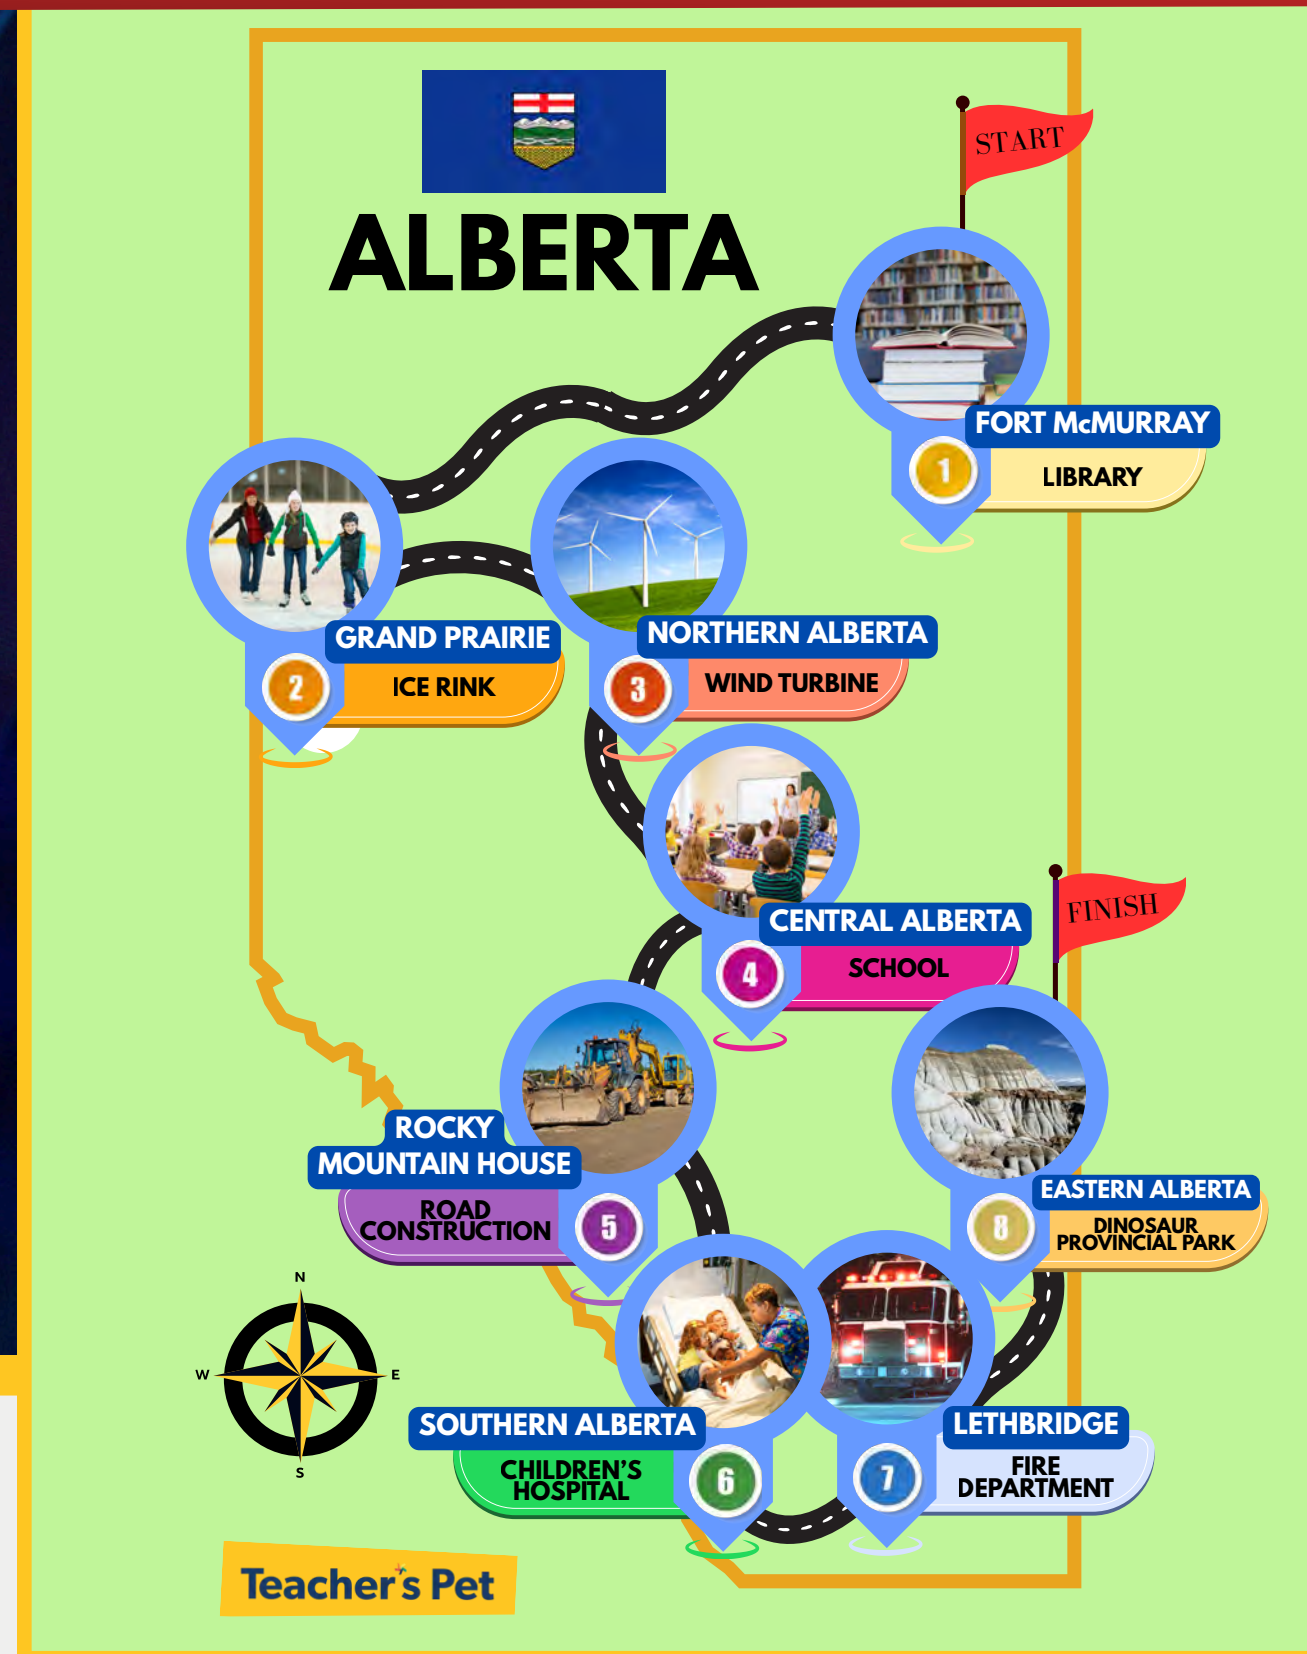 START
ALBERTA
FORT McMURRAY
1
LIBRARY
GRAND PRAIRIE
2
ICE RINK
NORTHERN ALBERTA
3
WIND TURBINE
CENTRAL ALBERTA
4
SCHOOL
FINISH
ROCKY
MOUNTAIN HOUSE
ROAD
CONSTRUCTION
5
EASTERN ALBERTA
8
DINOSAUR
PROVINCIAL PARK
N
W
E
S
SOUTHERN ALBERTA
CHILDREN'S
HOSPITAL
6
LETHBRIDGE
7
FIRE
DEPARTMENT
Teacher's Pet